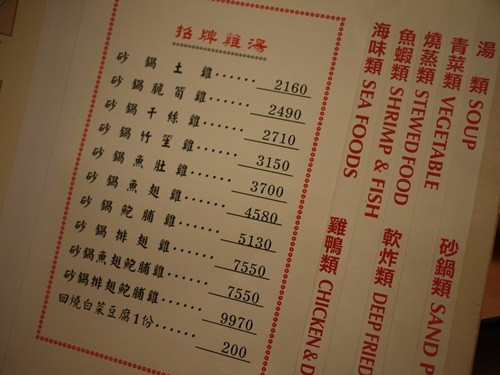 招牌雞湯
砂鍋土雞······2160
砂鍋脆筍雞······2490
砂鍋干絲雞······2710
砂鍋竹笙雞······3150
砂鍋魚肚雞······3700
砂鍋魚翅雞······4580
砂鍋鮑脯雞······5130
砂鍋排翅雞······7550
砂鍋魚翅鮑脯雞······7550
砂鍋排翅鮑脯雞······9970
回燒白菜豆腐1份······200
湯類 SOUP
青菜類 VEGETABLE
燒蒸類 STEWED FOOD
魚蝦類 SHRIMP & FISH
海味類 SEA FOODS
砂鍋類 SAND P
軟炸類 DEEP FRIED
雞鴨類 CHICKEN & D